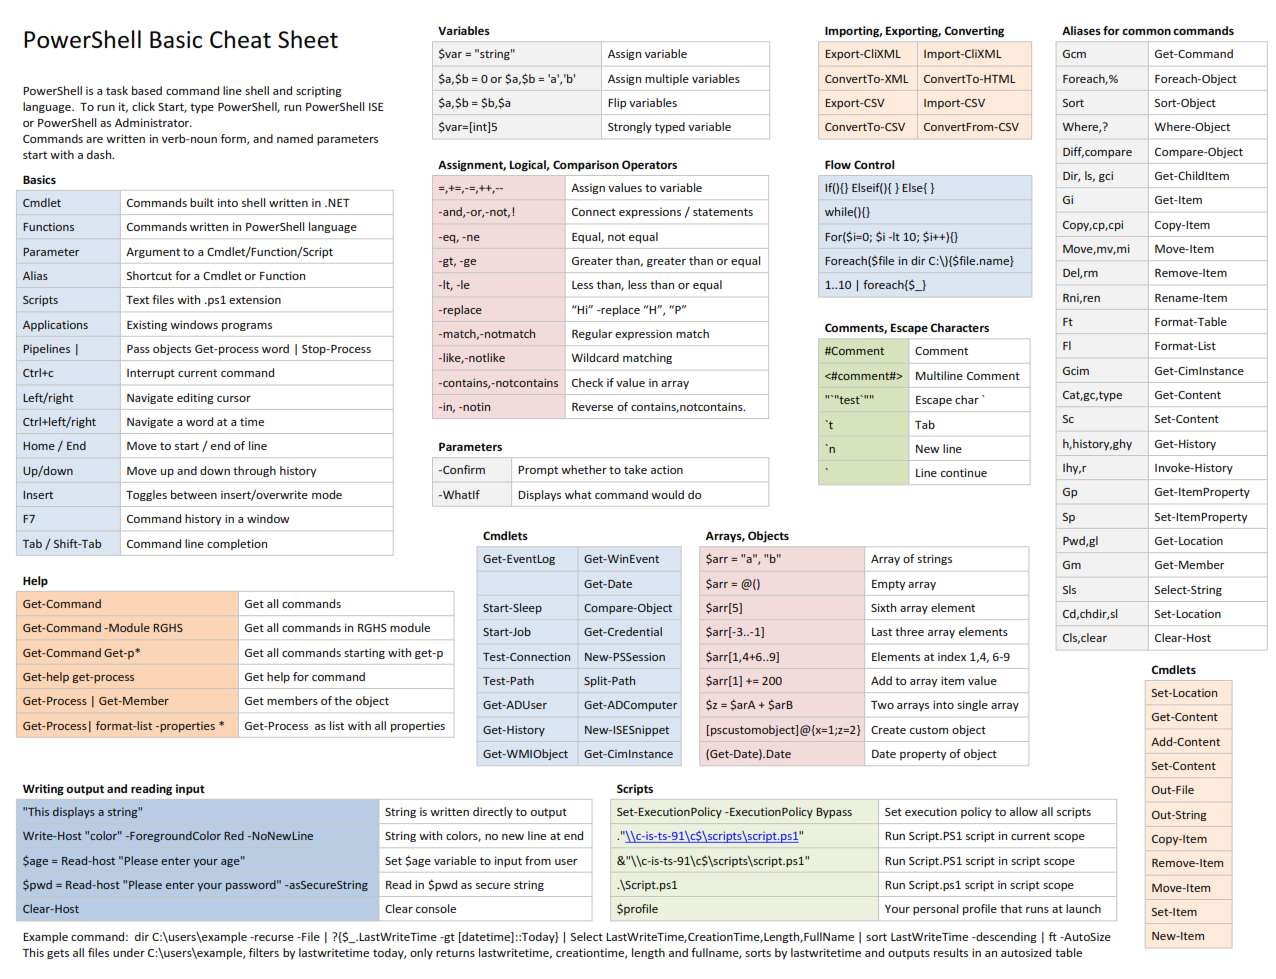 PowerShell Basic Cheat Sheet
PowerShell is a task based command line shell and scripting
language.  To run it, click Start, type PowerShell, run PowerShell ISE
or PowerShell as Administrator.
Commands are written in verb-noun form, and named parameters
start with a dash.
Basics
Cmdlet Commands built into shell written in .NET
Functions Commands written in PowerShell language
Parameter Argument to a Cmdlet/Function/Script
Alias Shortcut for a Cmdlet or Function
Scripts Text files with .ps1 extension
Applications Existing windows programs
Pipelines | Pass objects Get-process word | Stop-Process
Ctrl+c Interrupt current command
Left/right Navigate editing cursor
Ctrl+left/right Navigate a word at a time
Home / End Move to start / end of line
Up/down Move up and down through history
Insert Toggles between insert/overwrite mode
F7 Command history in a window
Tab / Shift-Tab Command line completion
Help
Get-Command Get all commands
Get-Command -Module RGHS Get all commands in RGHS module
Get-Command Get-p* Get all commands starting with get-p
Get-help get-process Get help for command
Get-Process | Get-Member Get members of the object
Get-Process| format-list -properties * Get-Process  as list with all properties
Variables
$var = "string" Assign variable
$a,$b = 0 or $a,$b = 'a','b' Assign multiple variables
$a,$b = $b,$a Flip variables
$var=[int]5 Strongly typed variable
Assignment, Logical, Comparison Operators
=,+=,-=,++,-- Assign values to variable
-and,-or,-not,! Connect expressions / statements
-eq, -ne Equal, not equal
-gt, -ge Greater than, greater than or equal
-lt, -le Less than, less than or equal
-replace “Hi” -replace “H”, “P”
-match,-notmatch Regular expression match
-like,-notlike Wildcard matching
-contains,-notcontains Check if value in array
-in, -notin Reverse of contains,notcontains.
Parameters
-Confirm Prompt whether to take action
-WhatIf Displays what command would do
Importing, Exporting, Converting
Export-CliXML Import-CliXML
ConvertTo-XML ConvertTo-HTML
Export-CSV Import-CSV
ConvertTo-CSV ConvertFrom-CSV
Flow Control
If(){} Elseif(){ } Else{ }
while(){}
For($i=0; $i -lt 10; $i++){}
Foreach($file in dir C:\){$file.name}
1..10 | foreach{$_}
Comments, Escape Characters
#Comment Comment
<#comment#> Multiline Comment
"`"test`"" Escape char `
`t Tab
`n New line
` Line continue
Cmdlets
Get-EventLog Get-WinEvent
Get-Date
Start-Sleep Compare-Object
Start-Job Get-Credential
Test-Connection New-PSSession
Test-Path Split-Path
Get-ADUser Get-ADComputer
Get-History New-ISESnippet
Get-WMIObject Get-CimInstance
Arrays, Objects
$arr = "a", "b" Array of strings
$arr = @() Empty array
$arr[5] Sixth array element
$arr[-3..-1] Last three array elements
$arr[1,4+6..9] Elements at index 1,4, 6-9
$arr[1] += 200 Add to array item value
$z = $arA + $arB Two arrays into single array
[pscustomobject]@{x=1;z=2} Create custom object
(Get-Date).Date Date property of object
Aliases for common commands
Gcm Get-Command
Foreach,% Foreach-Object
Sort Sort-Object
Where,? Where-Object
Diff,compare Compare-Object
Dir, ls, gci Get-ChildItem
Gi Get-Item
Copy,cp,cpi Copy-Item
Move,mv,mi Move-Item
Del,rm Remove-Item
Rni,ren Rename-Item
Ft Format-Table
Fl Format-List
Gcim Get-CimInstance
Cat,gc,type Get-Content
Sc Set-Content
h,history,ghy Get-History
Ihy,r Invoke-History
Gp Get-ItemProperty
Sp Set-ItemProperty
Pwd,gl Get-Location
Gm Get-Member
Sls Select-String
Cd,chdir,sl Set-Location
Cls,clear Clear-Host
Cmdlets
Set-Location
Get-Content
Add-Content
Set-Content
Out-File
Out-String
Copy-Item
Remove-Item
Move-Item
Set-Item
New-Item
Writing output and reading input
"This displays a string" String is written directly to output
Write-Host "color" -ForegroundColor Red -NoNewLine String with colors, no new line at end
$age = Read-host "Please enter your age" Set $age variable to input from user
$pwd = Read-host "Please enter your password" -asSecureString Read in $pwd as secure string
Clear-Host Clear console
Scripts
Set-ExecutionPolicy -ExecutionPolicy Bypass Set execution policy to allow all scripts
."\\c-is-ts-91\c$\scripts\script.ps1" Run Script.PS1 script in current scope
&"\\c-is-ts-91\c$\scripts\script.ps1" Run Script.PS1 script in script scope
.\Script.ps1 Run Script.ps1 script in script scope
$profile Your personal profile that runs at launch
Example command:  dir C:\users\example -recurse -File | ?{$_.LastWriteTime -gt [datetime]::Today} | Select LastWriteTime,CreationTime,Length,FullName | sort LastWriteTime -descending | ft -AutoSize
This gets all files under C:\users\example, filters by lastwritetime today, only returns lastwritetime, creationtime, length and fullname, sorts by lastwritetime and outputs results in an autosized table